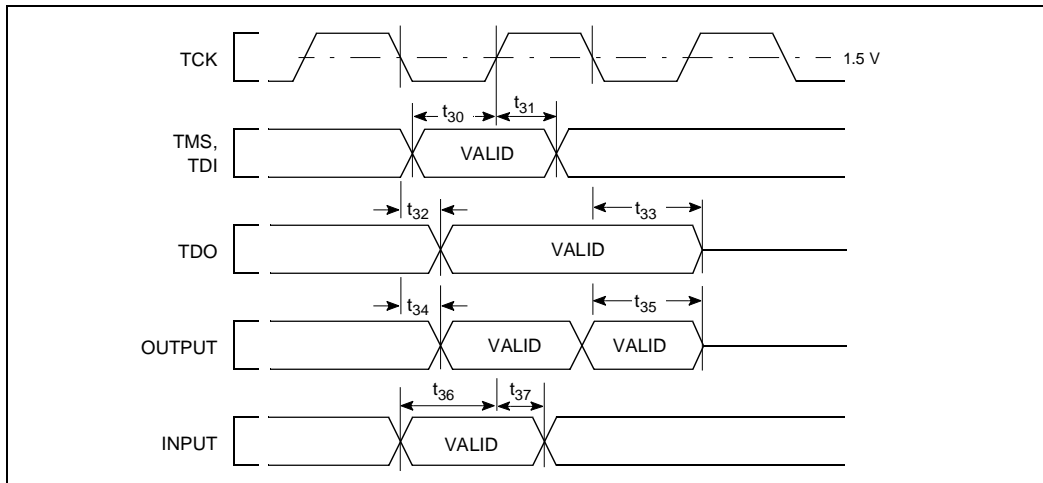 TCK
1.5 V
t30
t31
TMS,
TDI
VALID
t32
t33
TDO
VALID
t34
t35
OUTPUT
VALID
VALID
t36
t37
INPUT
VALID